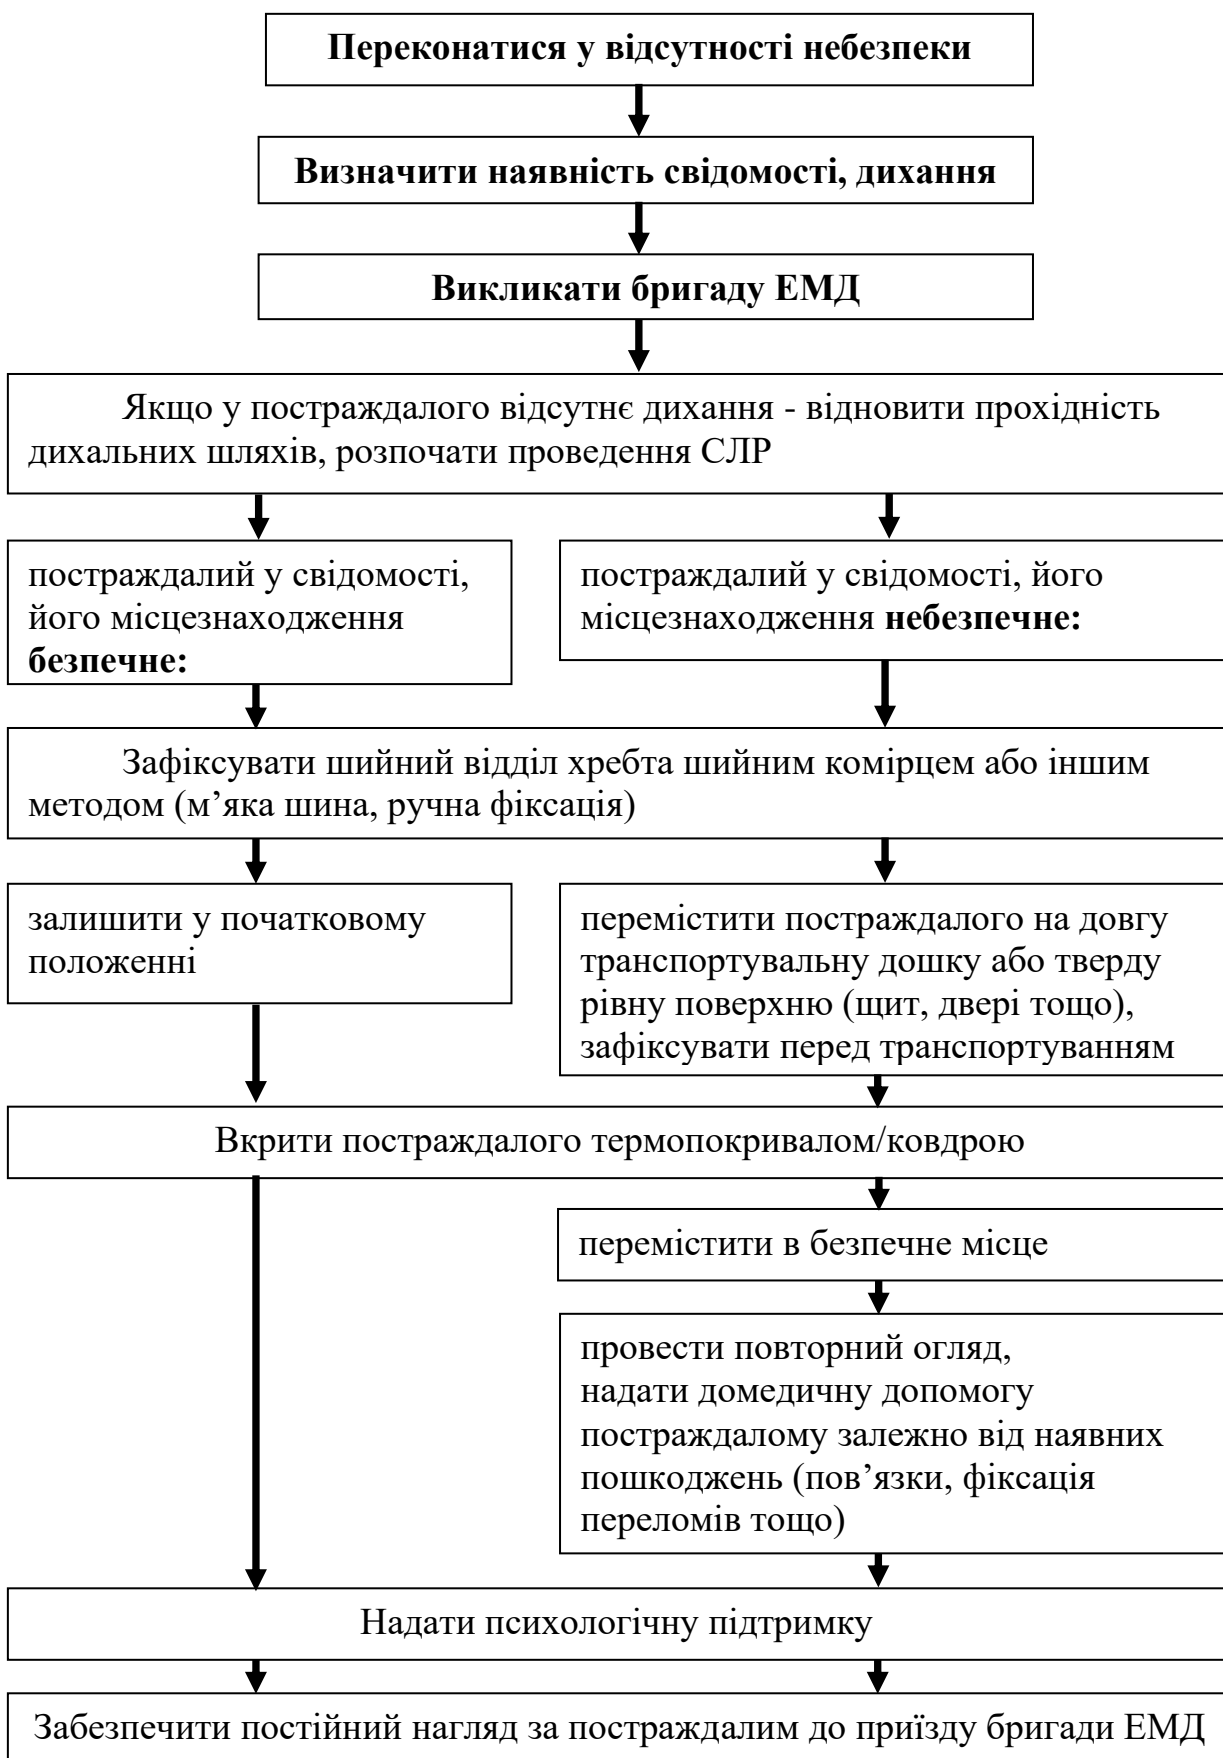 Переконатися у відсутності небезпеки
Визначити наявність свідомості, дихання
Викликати бригаду ЕМД
Якщо у постраждалого відсутнє дихання - відновити прохідність
дихальних шляхів, розпочати проведення СЛР
постраждалий у свідомості,
його місцезнаходження
безпечне:
постраждалий у свідомості, його
місцезнаходження небезпечне:
Зафіксувати шийний відділ хребта шийним комірцем або іншим
методом (м’яка шина, ручна фіксація)
залишити у початковому
положенні
перемістити постраждалого на довгу
транспортувальну дошку або тверду
рівну поверхню (щит, двері тощо),
зафіксувати перед транспортуванням
Вкрити постраждалого термопокривалом/ковдрою
перемістити в безпечне місце
провести повторний огляд,
надати домедичну допомогу
постраждалому залежно від наявних
пошкоджень (пов’язки, фіксація
переломів тощо)
Надати психологічну підтримку
Забезпечити постійний нагляд за постраждалим до приїзду бригади ЕМД